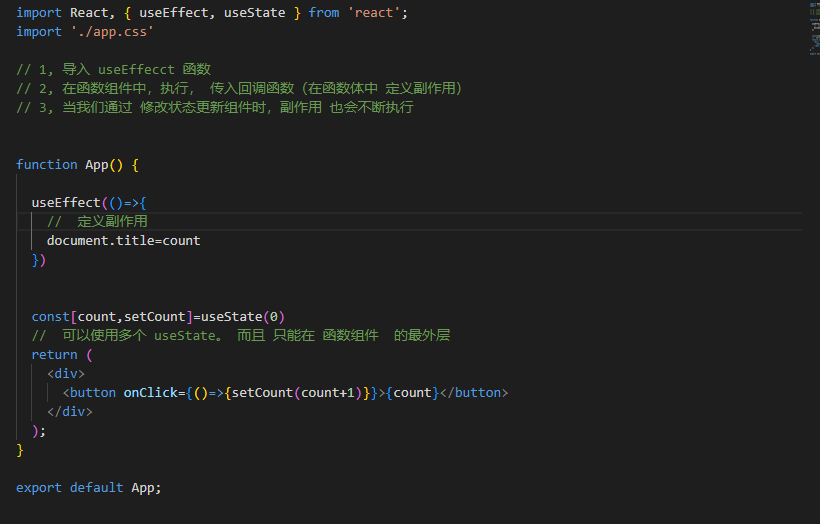 import React, { useEffect, useState } from 'react';
import './app.css'
// 1, 导入 useEffecct 函数
// 2, 在函数组件中，执行， 传入回调函数（在函数体中 定义副作用）
// 3, 当我们通过 修改状态更新组件时，副作用 也会不断执行
function App() {
useEffect(()=>{
// 定义副作用
document.title=count
})
const[count,setCount]=useState(0)
// 可以使用多个 useState。 而且 只能在 函数组件 的最外层
return (
<div>
<button onClick={()=>{setCount(count+1)}}>{count}</button>
</div>
);
}
export default App;